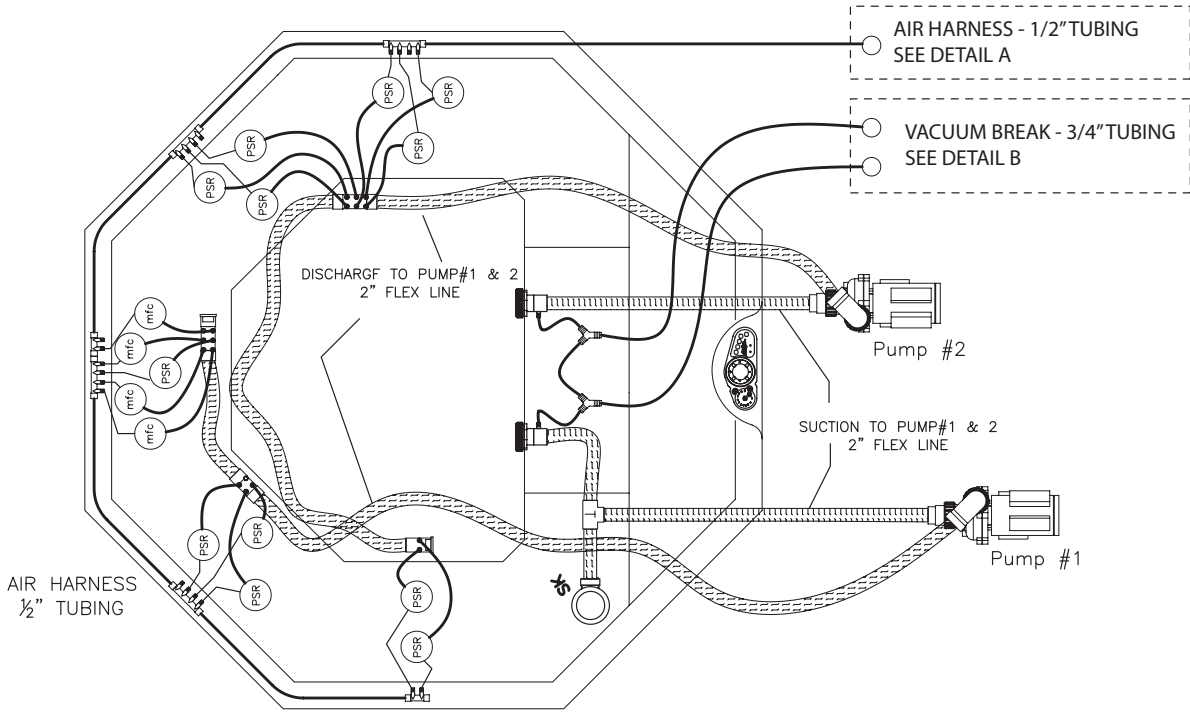 AIR HARNESS - 1/2" TUBING
SEE DETAIL A
PSR
PSR
PSR
PSR
PSR
PSR
VACUUM BREAK - 3/4" TUBING
SEE DETAIL B
DISCHARGF TO PUMP#1 & 2
2" FLEX LINE
Pump #2
mfc
mfc
PSR
mfc
mfc
SUCTION TO PUMP#1 & 2
2" FLEX LINE
PSR
PSR
PSR
Pump #1
AIR HARNESS
½" TUBING
SK
PSR
PSR